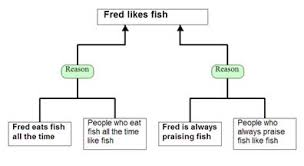 Fred likes fish
Reason
Reason
Fred eats fish
all the time
People who eat
fish all the time
like fish
Fred is always
praising fish
People who
always praise
fish like fish